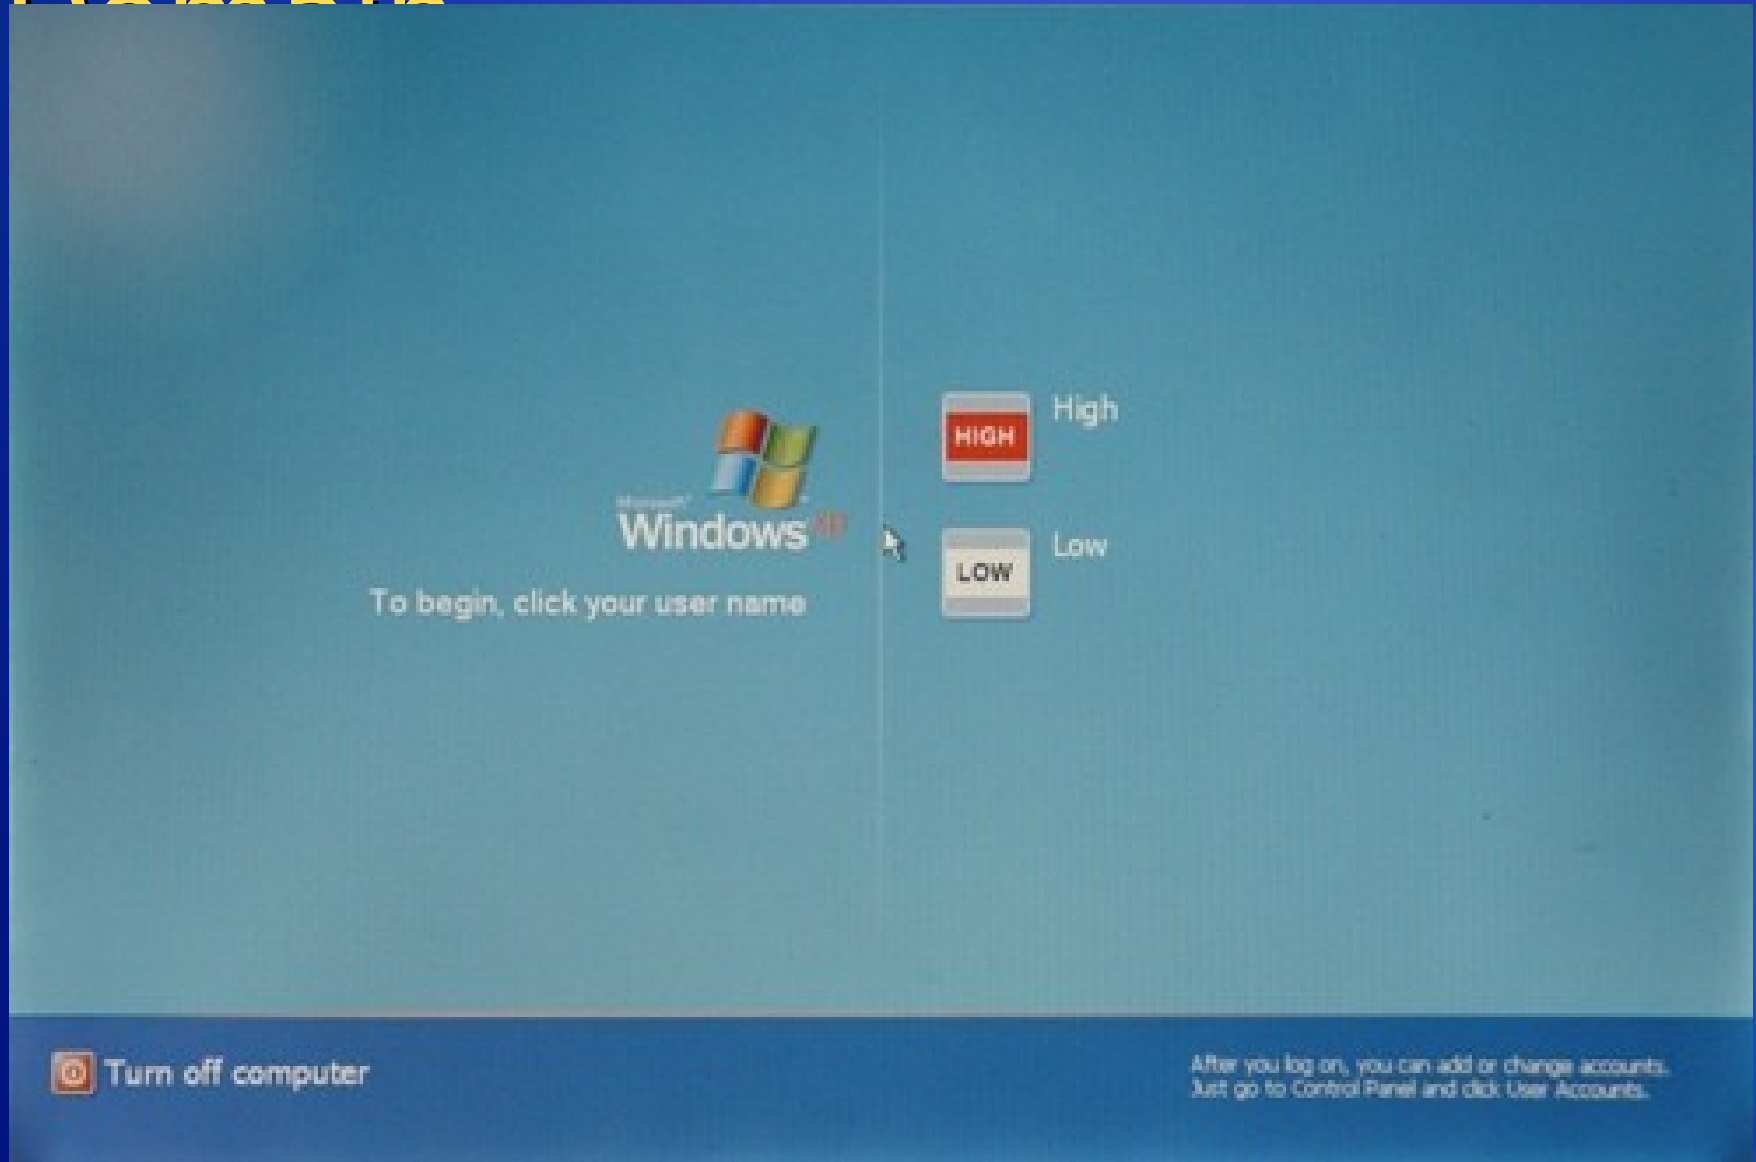 High
HIGH
Microsoft®
Windows xp
To begin, click your user name
Low
LOW
Turn off computer
After you log on, you can add or change accounts.
Just go to Control Panel and click User Accounts.